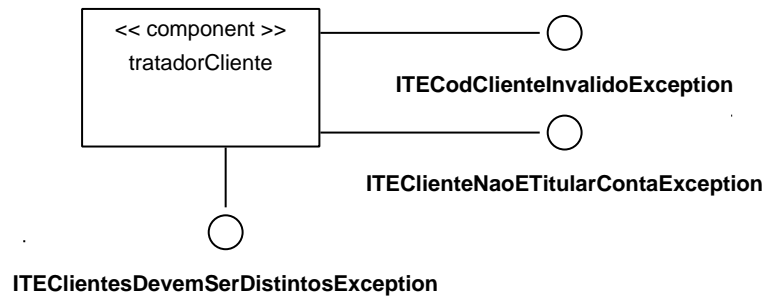 << component >>
tratadorCliente
ITECodClienteInvalidoException
ITEClienteNaoETitularContaException
ITEClientesDevemSerDistintosException